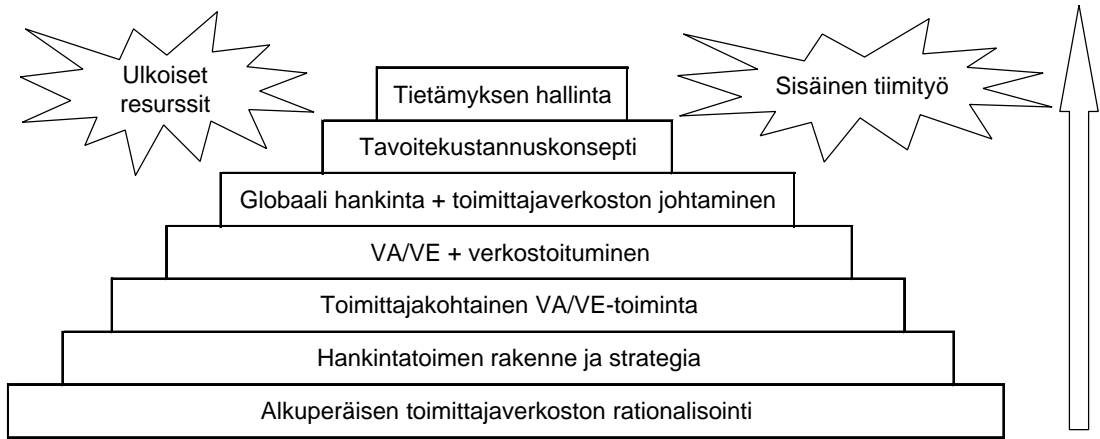 Ulkoiset
resurssit
Sisäinen tiimityö
Tietämyksen hallinta
Tavoitekustannuskonsepti
Globaali hankinta + toimittajaverkoston johtaminen
VA/VE + verkostoituminen
Toimittajakohtainen VA/VE-toiminta
Hankintatoimen rakenne ja strategia
Alkuperäisen toimittajaverkoston rationalisointi